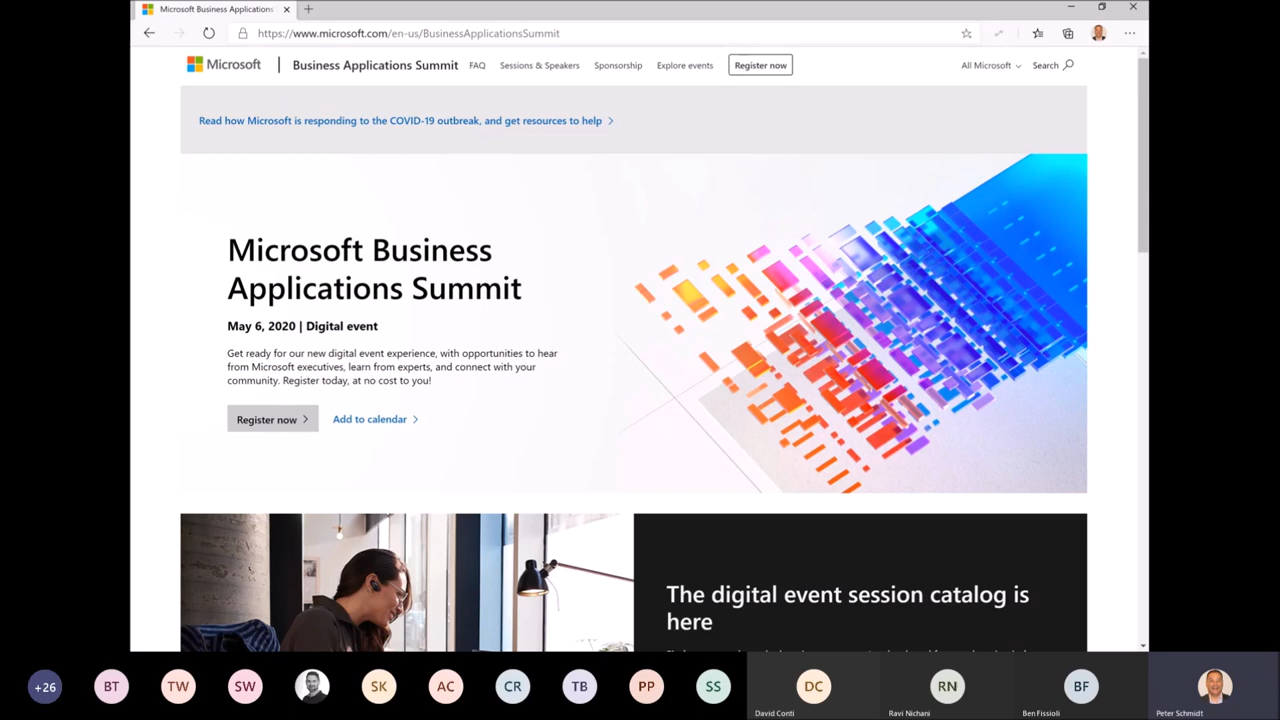 Microsoft Business Applications
https://www.microsoft.com/en-us/BusinessApplicationsSummit
Microsoft | Business Applications Summit FAQ Sessions & Speakers Sponsorship Explore events Register now All Microsoft Search
Read how Microsoft is responding to the COVID-19 outbreak, and get resources to help
Microsoft Business
Applications Summit
May 6, 2020 | Digital event
Get ready for our new digital event experience, with opportunities to hear
from Microsoft executives, learn from experts, and connect with your
community. Register today, at no cost to you!
Register now Add to calendar
The digital event session catalog is
here
+26 BT TW SW SK AC CR TB PP SS DC RN BF
David Conti Ravi Nichani Ben Fissioli Peter Schmidt